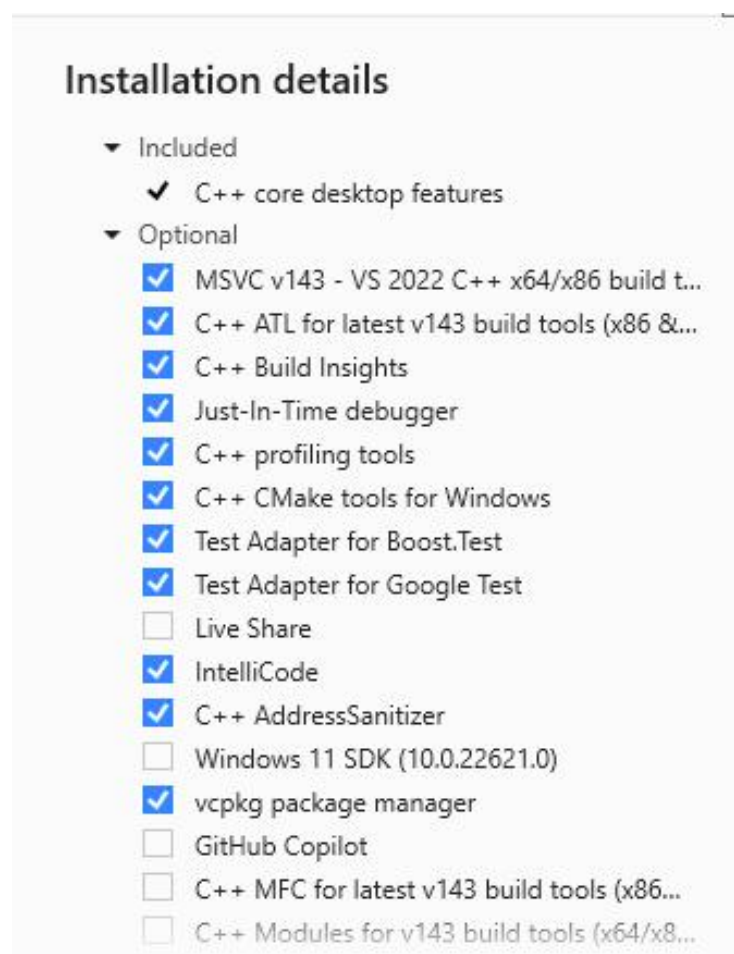 Installation details
Included
C++ core desktop features
Optional
MSVC v143 - VS 2022 C++ x64/x86 build t...
C++ ATL for latest v143 build tools (x86 &...
C++ Build Insights
Just-In-Time debugger
C++ profiling tools
C++ CMake tools for Windows
Test Adapter for Boost.Test
Test Adapter for Google Test
Live Share
IntelliCode
C++ AddressSanitizer
Windows 11 SDK (10.0.22621.0)
vcpkg package manager
GitHub Copilot
C++ MFC for latest v143 build tools (x86...
C++ Modules for v143 build tools (x64/x8...